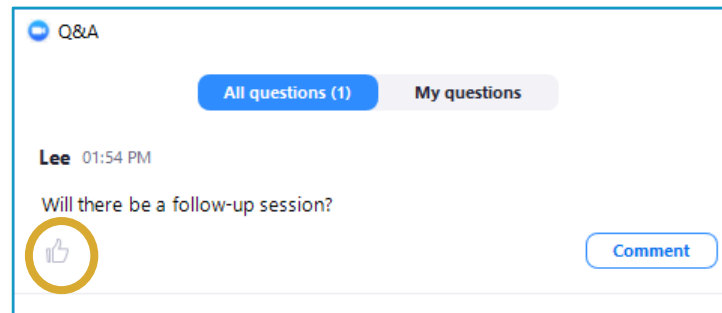 Q&A
All questions (1) My questions
Lee 01:54 PM
Will there be a follow-up session?
Comment